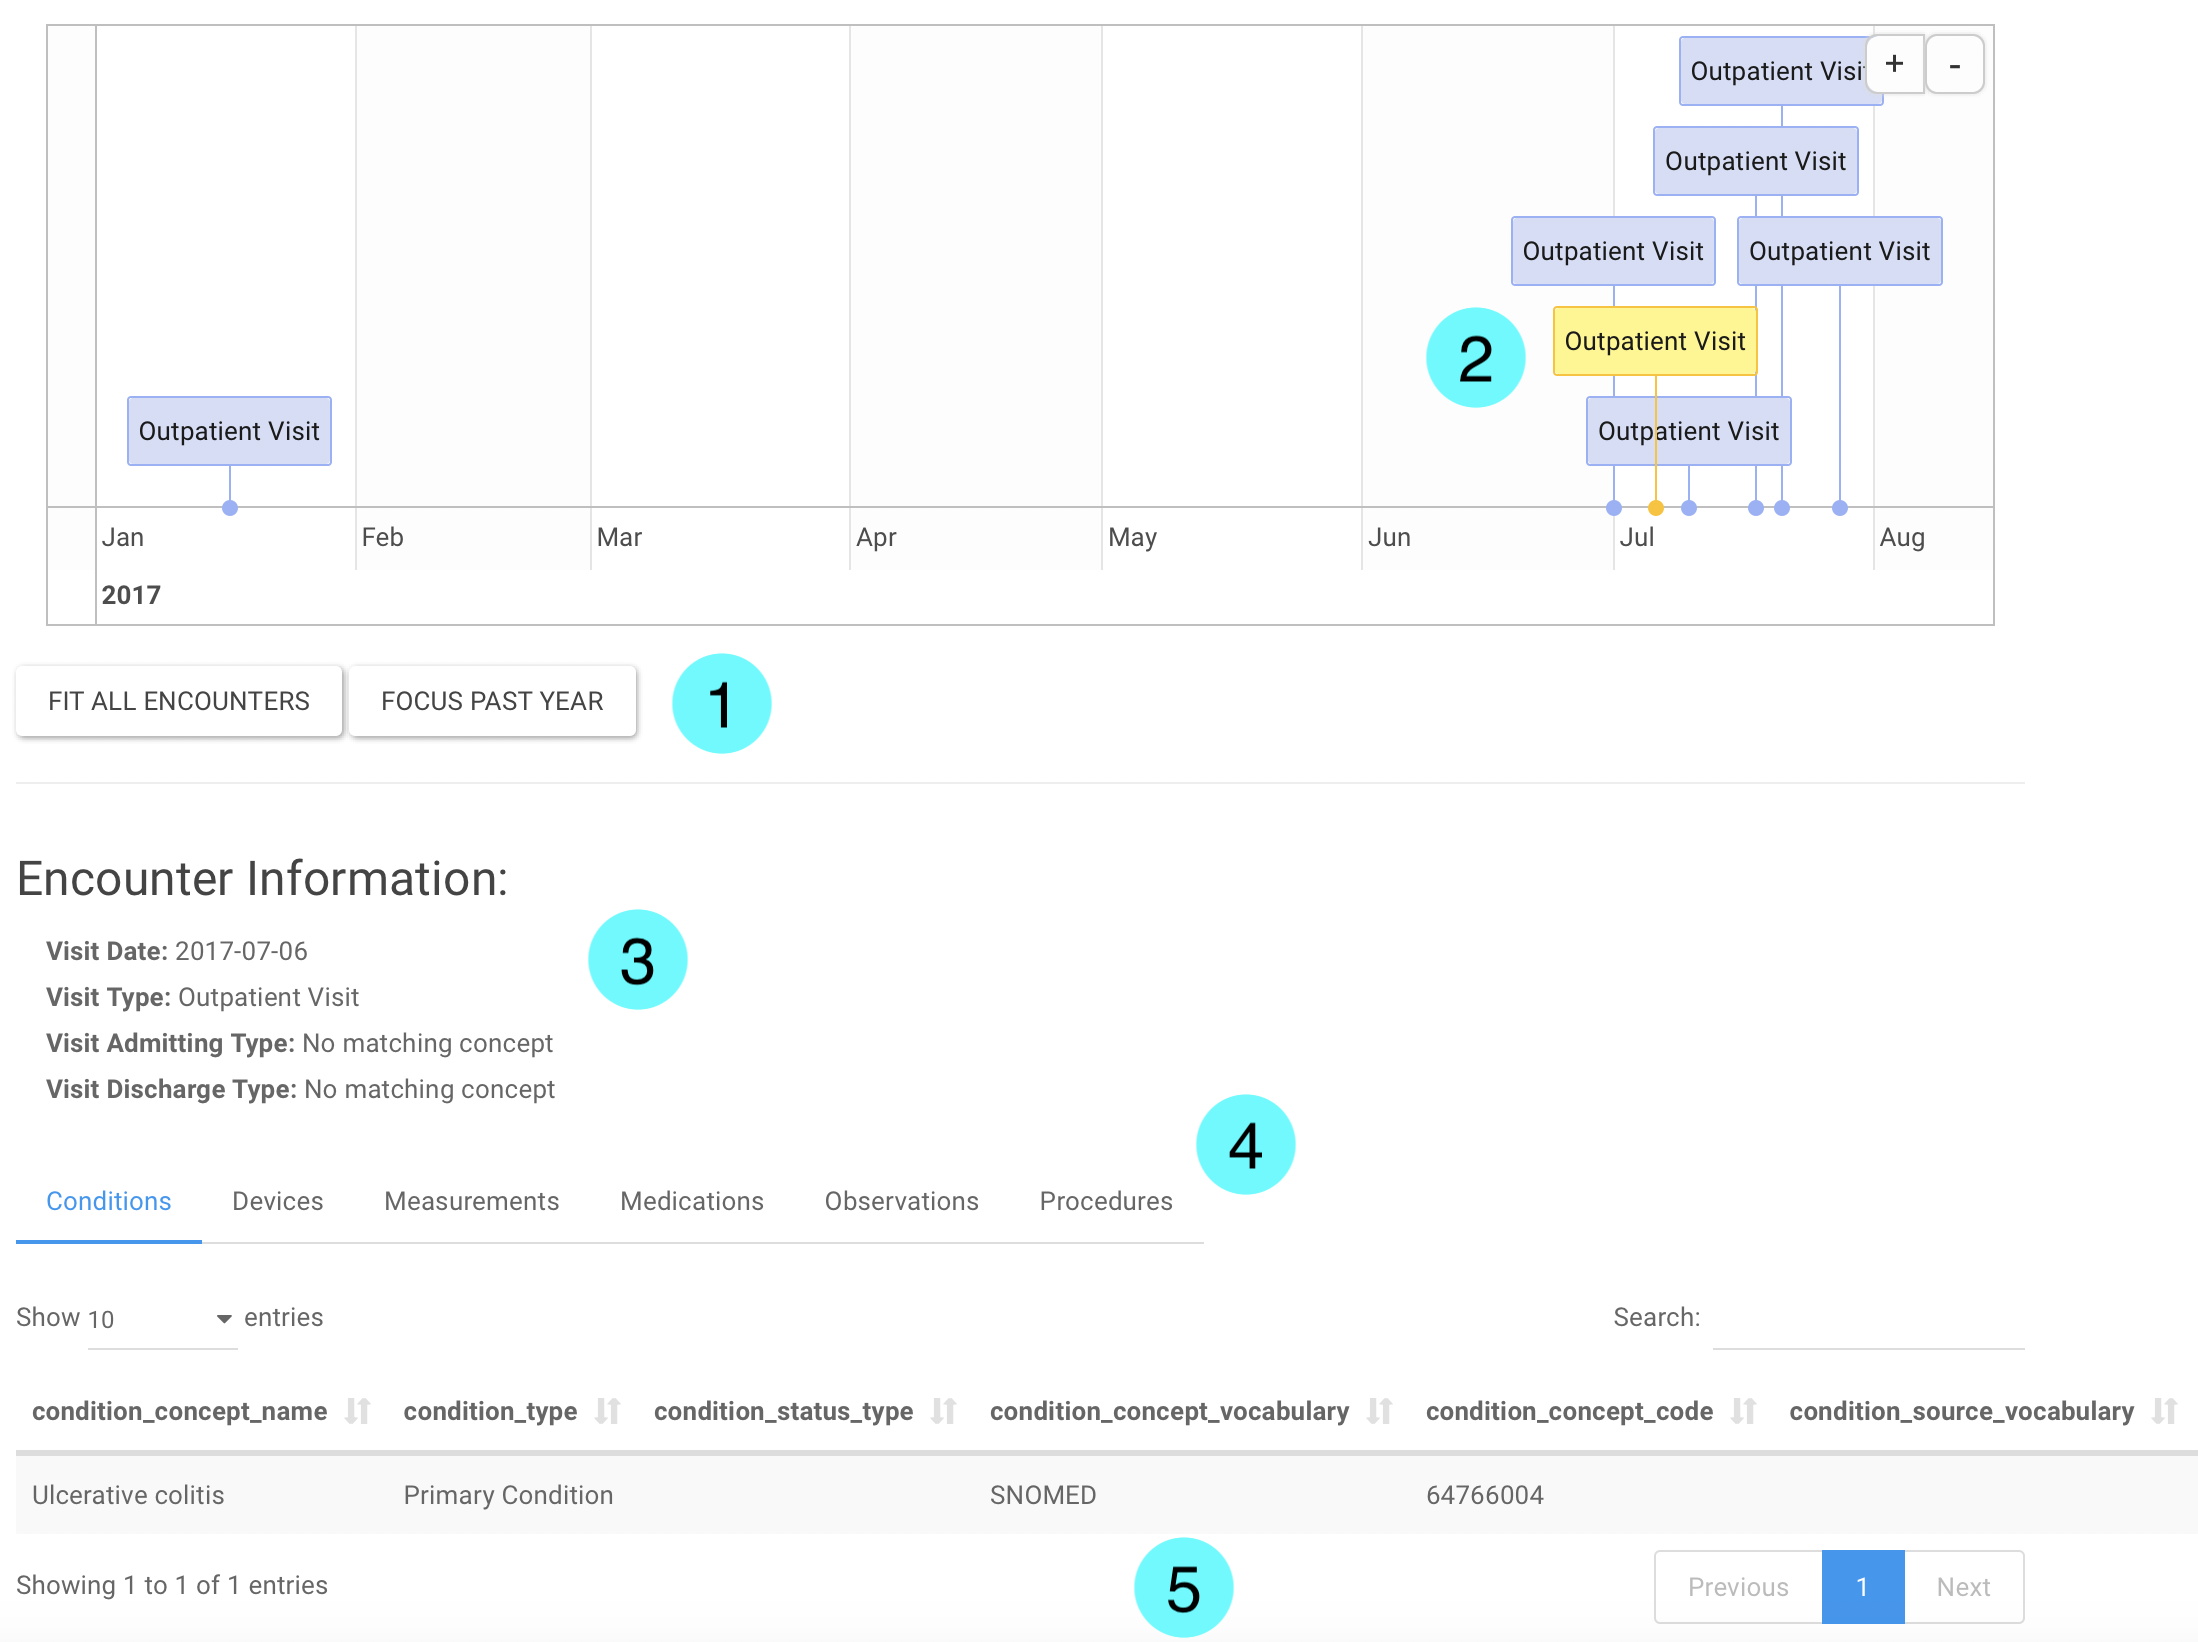 Outpatient Visit + -
Outpatient Visit
Outpatient Visit Outpatient Visit
2 Outpatient Visit
Outpatient Visit Outpatient Visit
Jan Feb Mar Apr May Jun Jul Aug
2017
FIT ALL ENCOUNTERS FOCUS PAST YEAR 1
Encounter Information:
Visit Date: 2017-07-06 3
Visit Type: Outpatient Visit
Visit Admitting Type: No matching concept
Visit Discharge Type: No matching concept
4
Conditions Devices Measurements Medications Observations Procedures
Show 10 entries Search:
condition_concept_name condition_type condition_status_type condition_concept_vocabulary condition_concept_code condition_source_vocabulary
Ulcerative colitis Primary Condition SNOMED 64766004
Showing 1 to 1 of 1 entries 5 Previous 1 Next